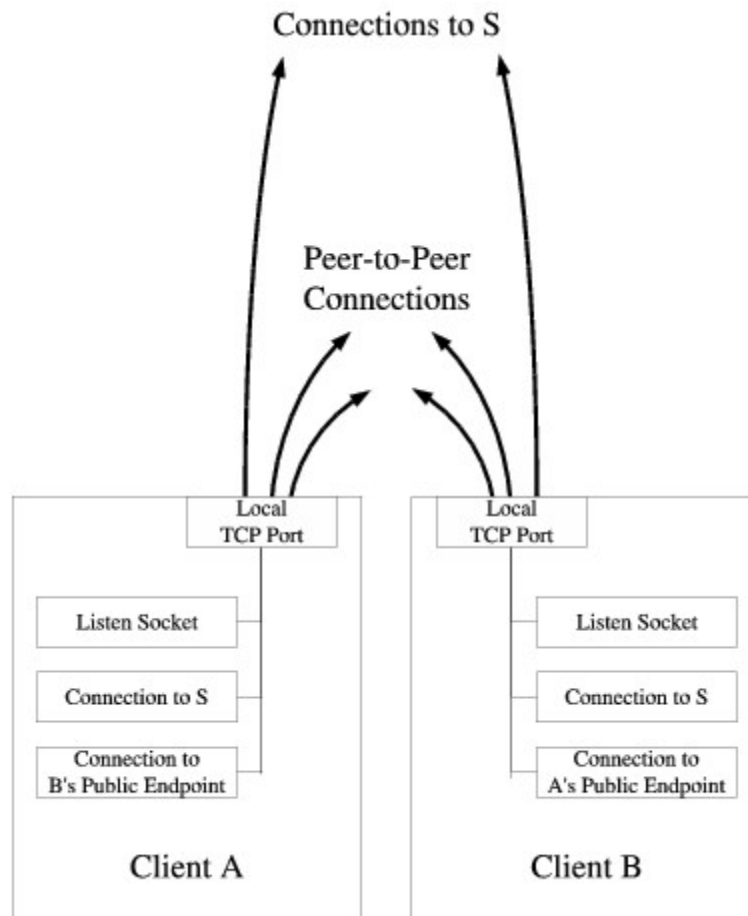 Connections to S
Peer-to-Peer
Connections
Local
TCP Port
Listen Socket
Connection to S
Connection to
B's Public Endpoint
Client A
Local
TCP Port
Listen Socket
Connection to S
Connection to
A's Public Endpoint
Client B